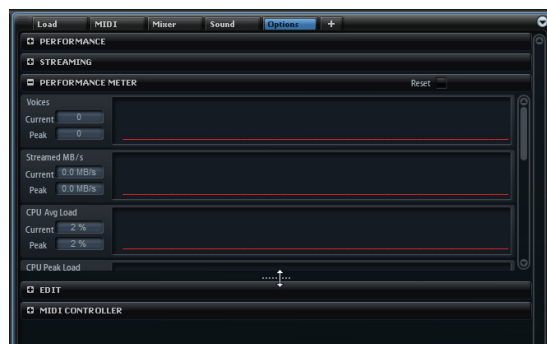 Load MIDI Mixer Sound Options +
PERFORMANCE
STREAMING
PERFORMANCE METER Reset
Voices
Current 0
Peak 0
Streamed MB/s
Current 0.0 MB/s
Peak 0.0 MB/s
CPU Avg Load
Current 2 %
Peak 2 %
CPU Peak Load
EDIT
MIDI CONTROLLER